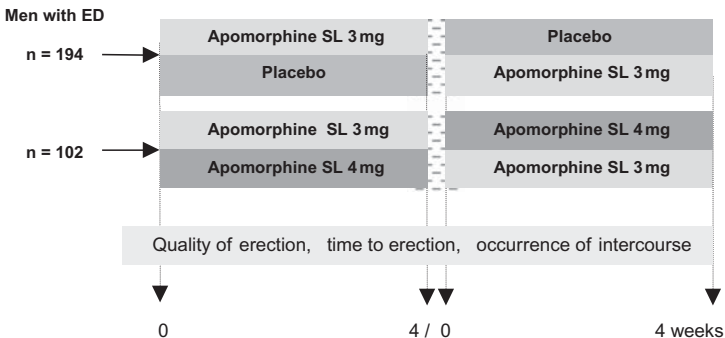 Men with ED
n = 194
Apomorphine SL 3 mg
Placebo
Placebo
Apomorphine SL 3 mg
n = 102
Apomorphine SL 3 mg
Apomorphine SL 4 mg
Apomorphine SL 4 mg
Apomorphine SL 3 mg
Quality of erection, time to erection, occurrence of intercourse
0 4 / 0 4 weeks